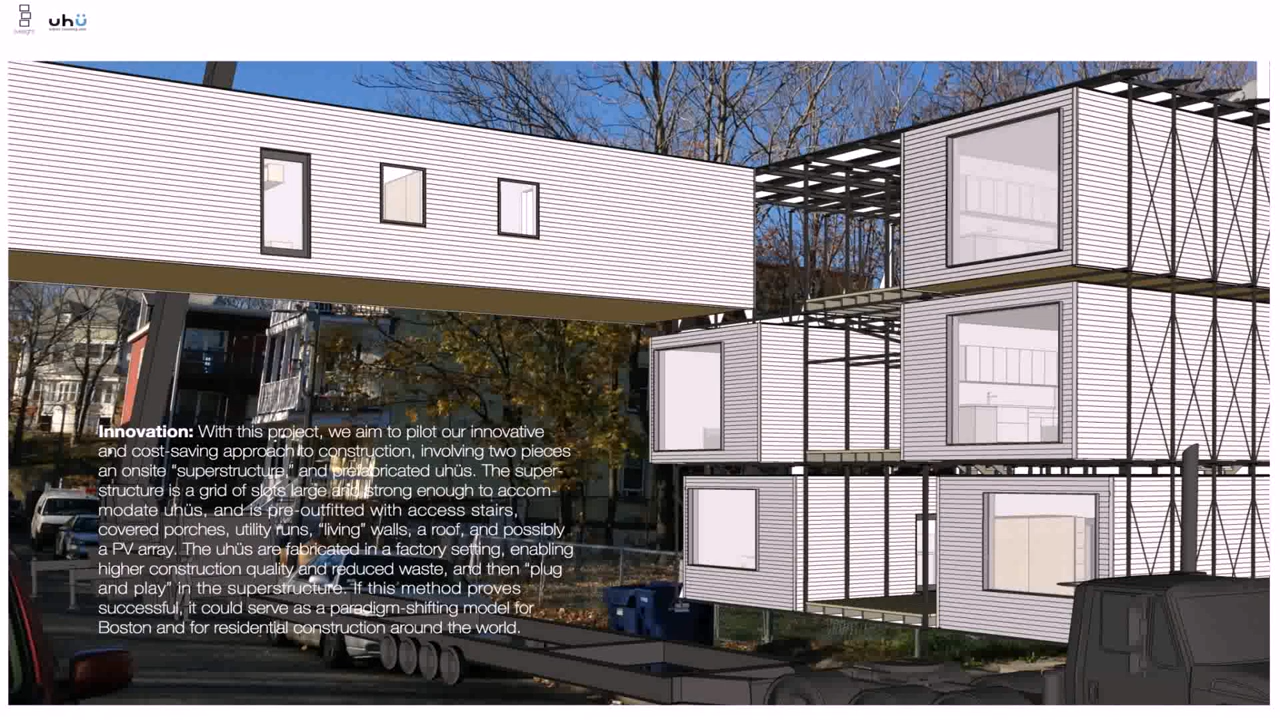 uhü
Innovation: With this project, we aim to pilot our innovative
and cost-saving approach to construction, involving two pieces
an onsite “superstructure,” and prefabricated uhüs. The super-
structure is a grid of slots large and strong enough to accom-
modate uhüs, and is pre-outfitted with access stairs,
covered porches, utility runs, “living” walls, a roof, and possibly
a PV array. The uhüs are fabricated in a factory setting, enabling
higher construction quality and reduced waste, and then “plug
and play” in the superstructure. If this method proves
successful, it could serve as a paradigm-shifting model for
Boston and for residential construction around the world.